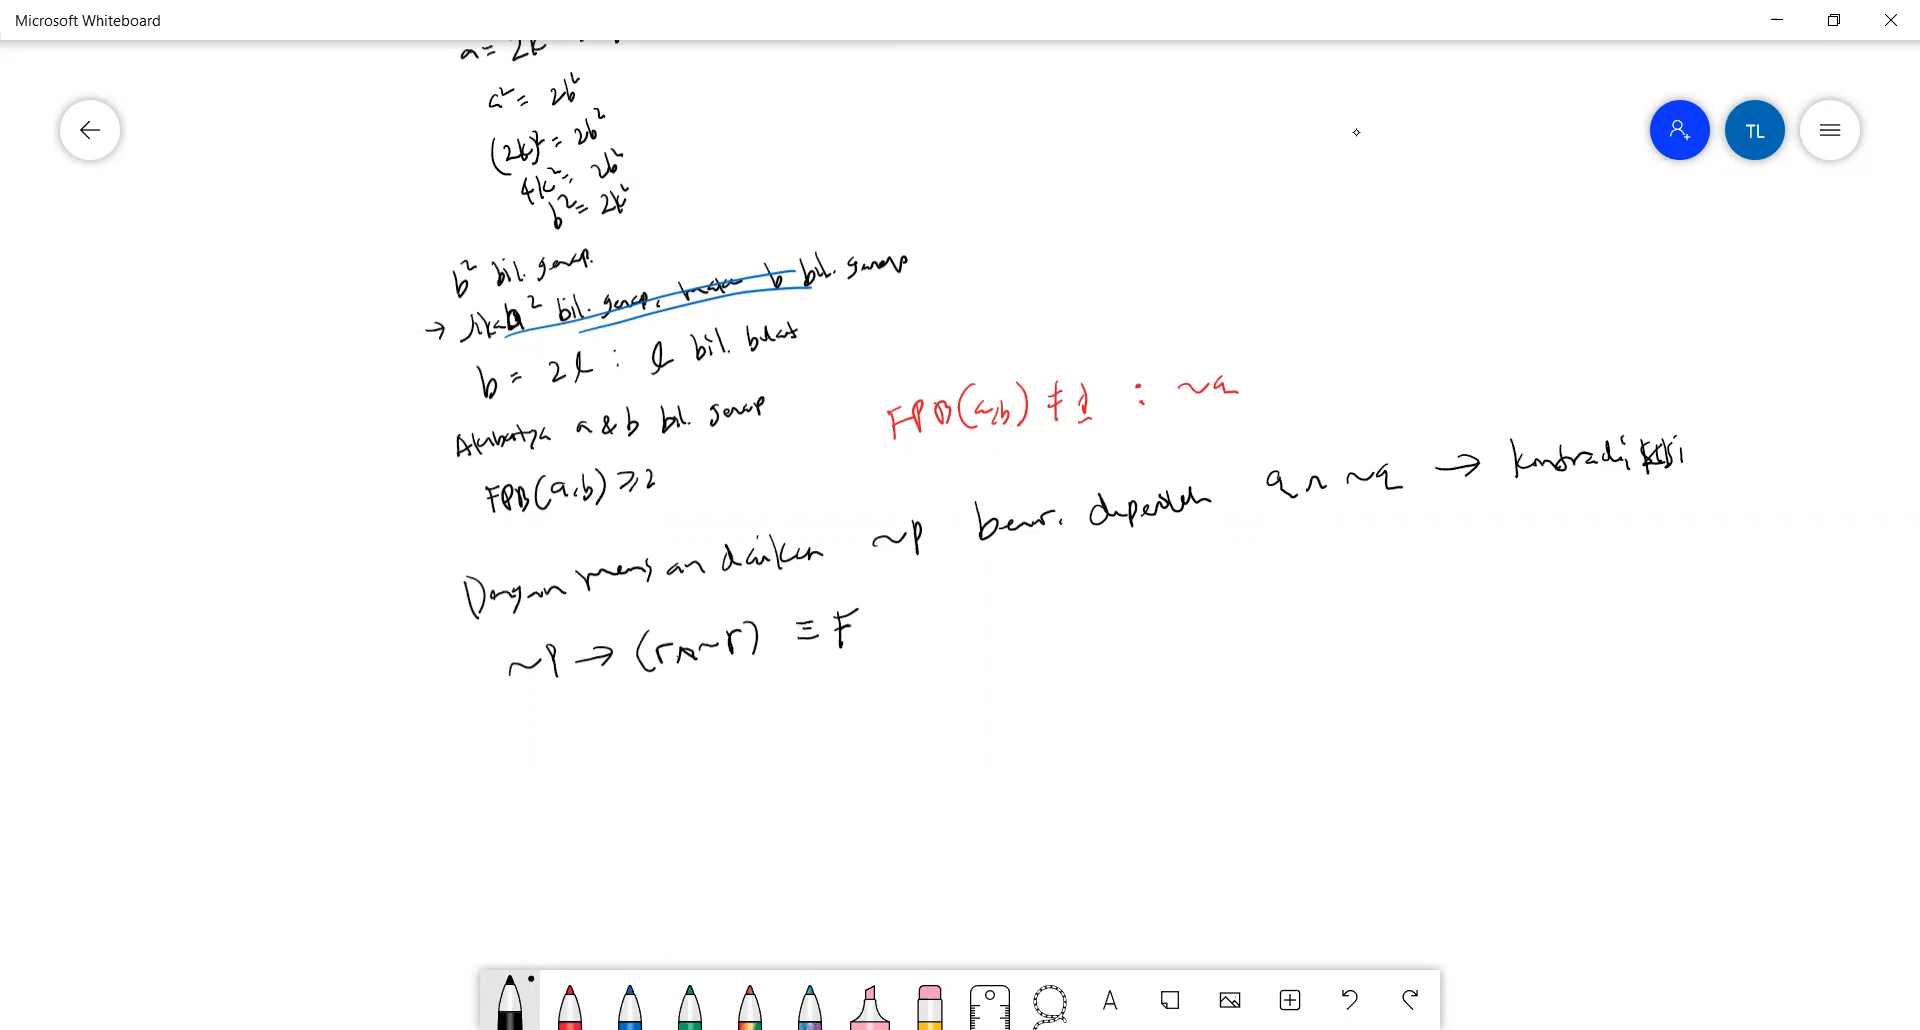 Microsoft Whiteboard
a = 2k
a² = 2b²
TL
(2k)² = 2b²
4k² = 2b²
b² = 2k²
b² bil. genap.
→ Jika b² bil. genap, maka b bil. genap
b = 2l : l bil. bulat
FPB(a,b) ≠ 1 : ~q
Akibatnya a & b bil. genap
FPB(a,b) ⩾ 2
Dengan mengandaikan ~p benar. diperoleh q ∧ ~q → kontradiksi
~p → (r ∧ ~r) ≡ F